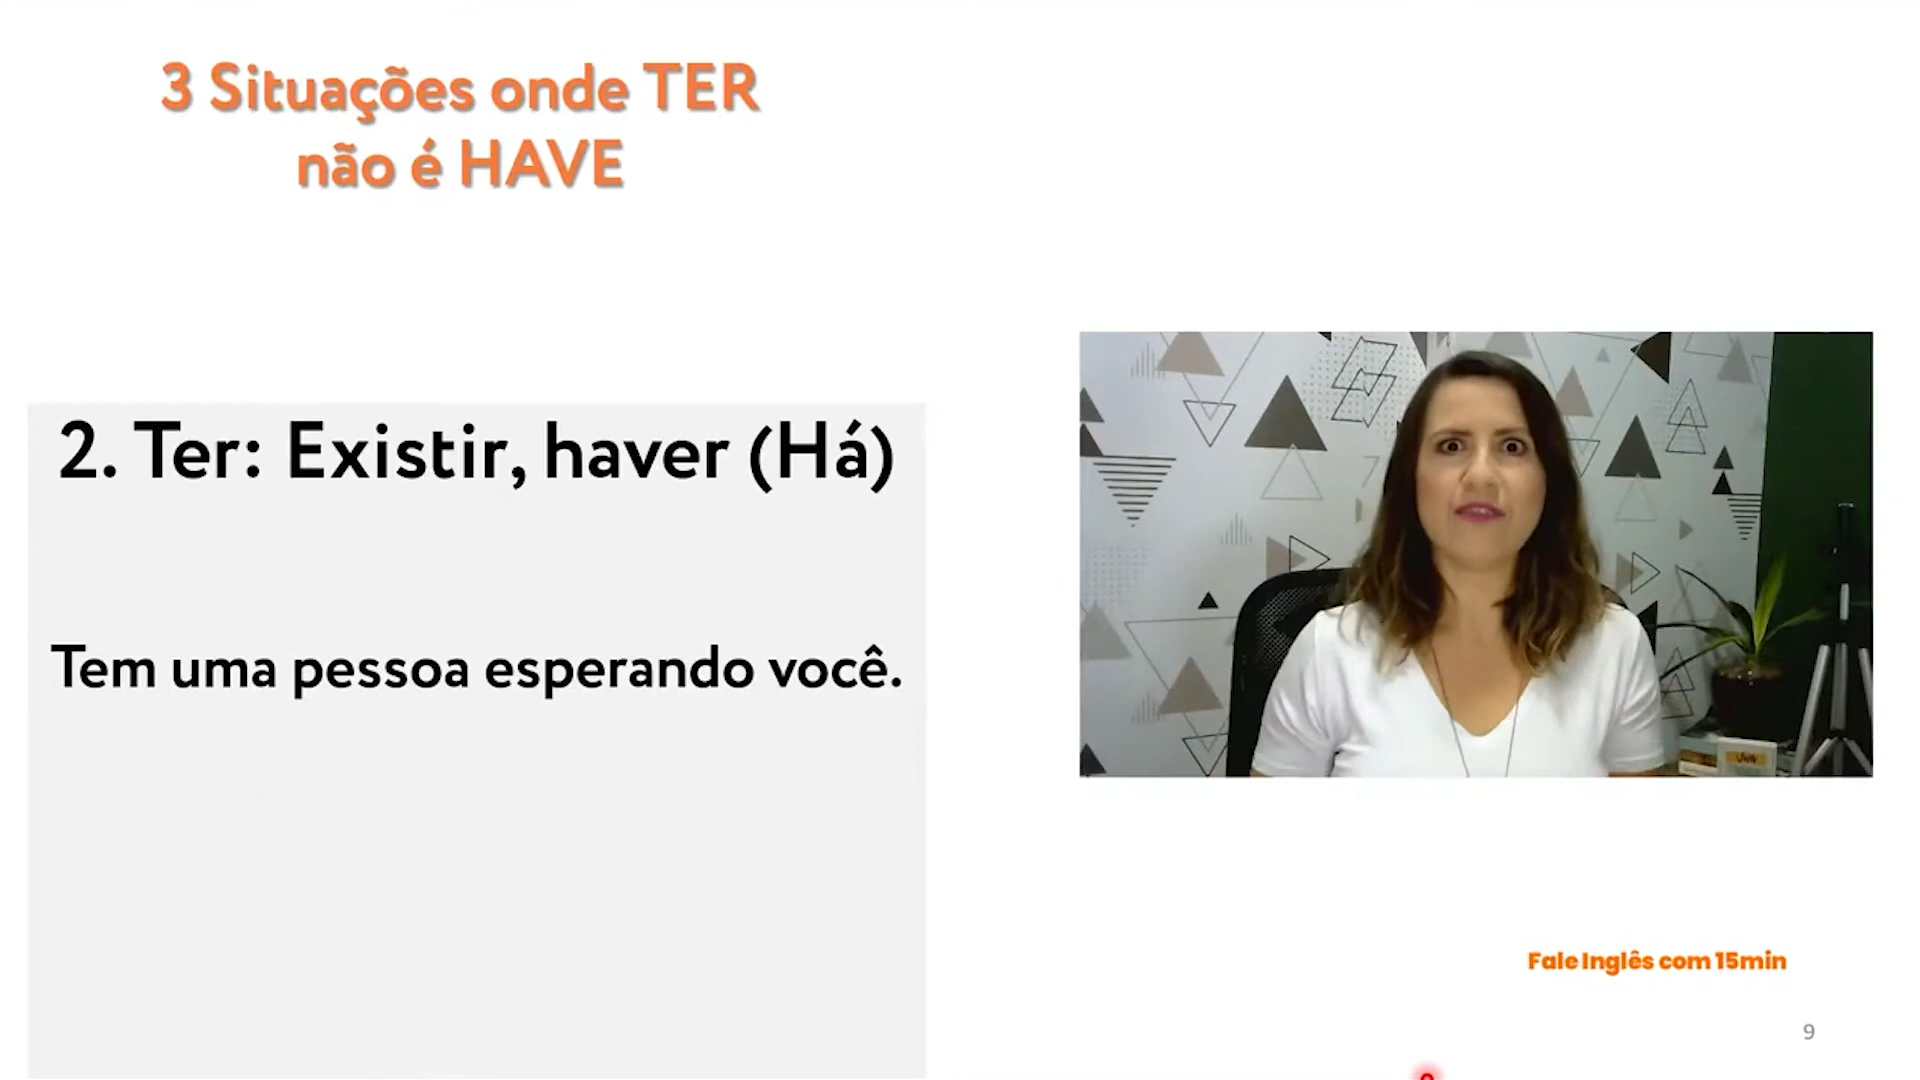 3 Situações onde TER
não é HAVE
2. Ter: Existir, haver (Há)
Tem uma pessoa esperando você.
Fale Inglês com 15min
9